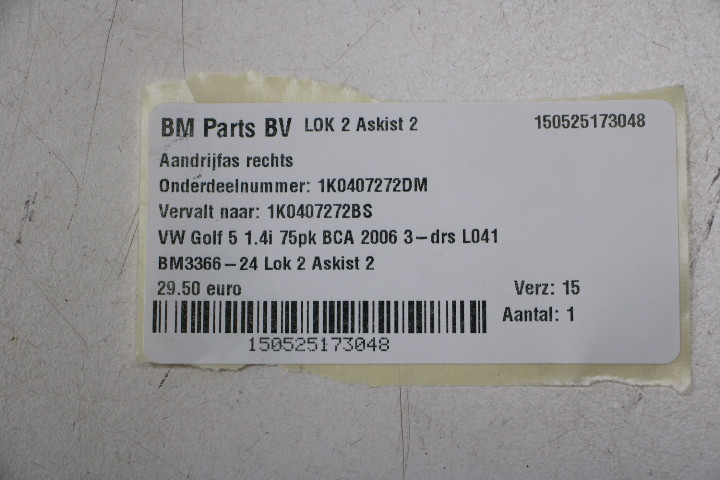 BM Parts BV LOK 2 Askist 2 150525173048
Aandrijfas rechts
Onderdeelnummer: 1K0407272DM
Vervalt naar: 1K0407272BS
VW Golf 5 1.4i 75pk BCA 2006 3-drs L041
BM3366-24 Lok 2 Askist 2
29.50 euro Verz: 15
Aantal: 1
150525173048